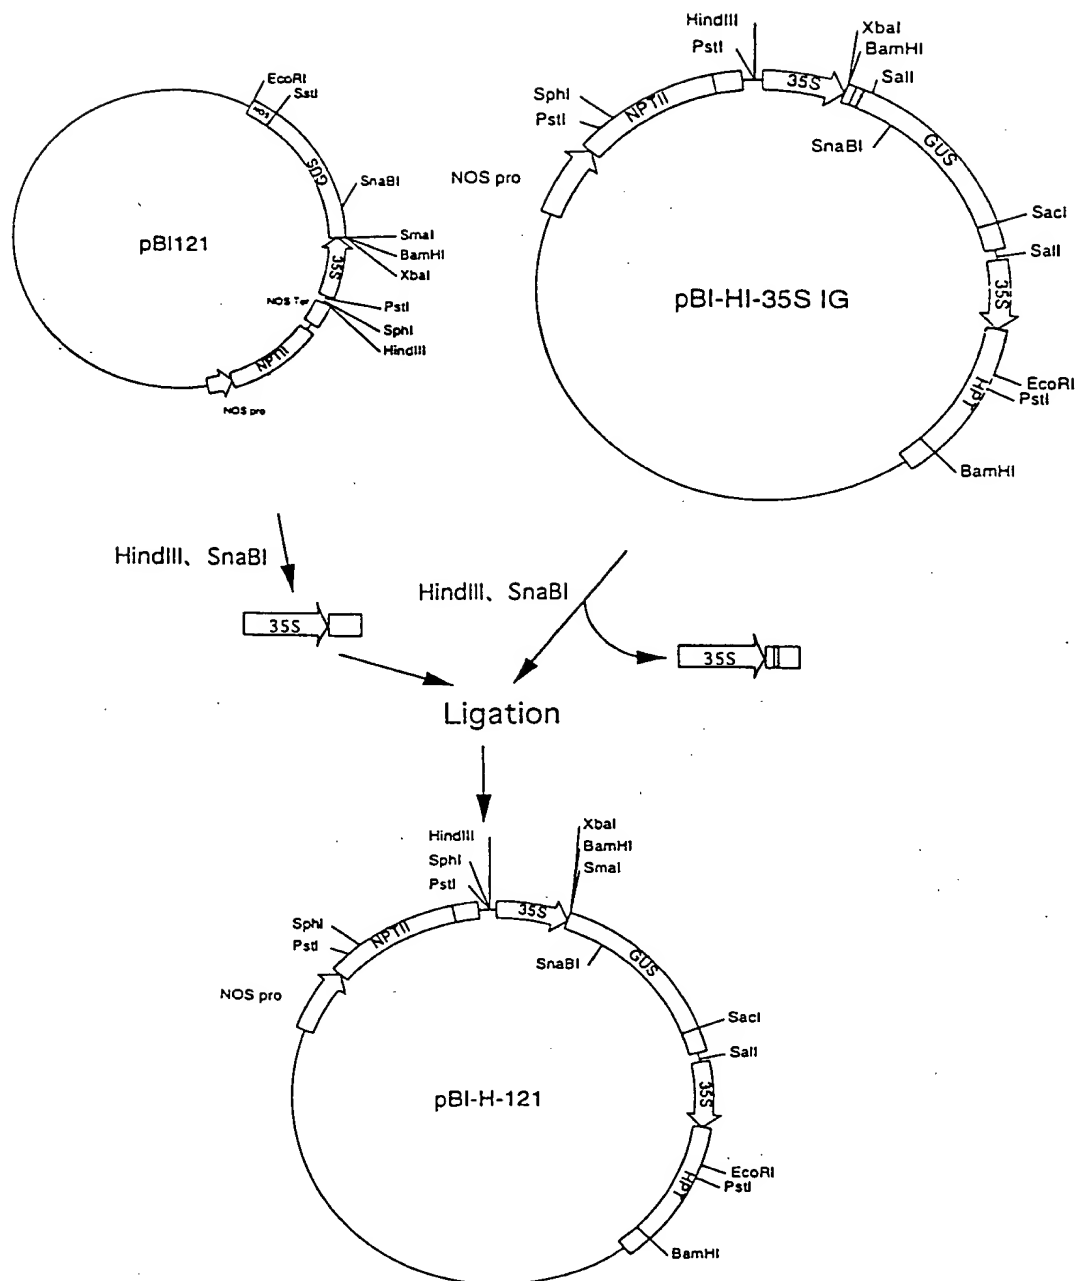 EcoRI
SstI
NOS
GUS
SnaBI
pBI121
SmaI
BamHI
XbaI
35S
NOS Ter
PstI
SphI
HindIII
NPTII
NOS pro
HindIII
PstI
XbaI
BamHI
SalI
35S
SphI
PstI
NPTII
SnaBI
GUS
NOS pro
SacI
SalI
pBI-HI-35S IG
35S
EcoRI
PstI
HPT
BamHI
HindIII、SnaBI
HindIII、SnaBI
35S
35S
Ligation
HindIII
SphI
PstI
XbaI
BamHI
SmaI
35S
SphI
PstI
NPTII
SnaBI
GUS
NOS pro
SacI
SalI
pBI-H-121
35S
EcoRI
PstI
HPT
BamHI